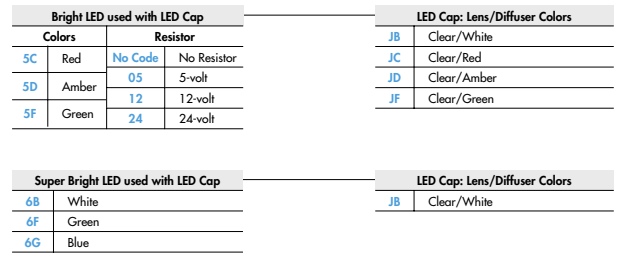 Bright LED used with LED Cap
LED Cap: Lens/Diffuser Colors
Colors Resistor
JB Clear/White
5C Red No Code No Resistor
JC Clear/Red
05 5-volt
JD Clear/Amber
5D Amber
12 12-volt
JF Clear/Green
5F Green
24 24-volt
Super Bright LED used with LED Cap
LED Cap: Lens/Diffuser Colors
6B White
JB Clear/White
6F Green
6G Blue